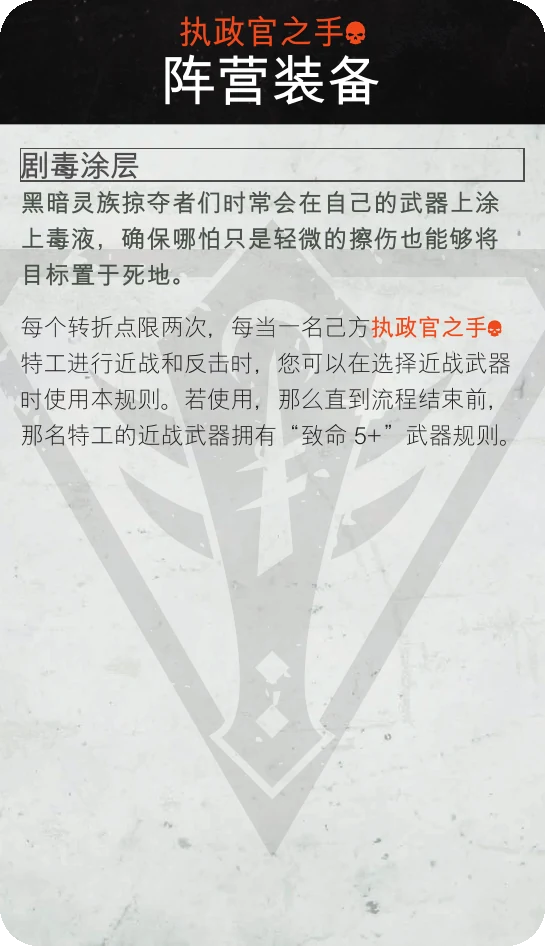 执政官之手
阵营装备
剧毒涂层
黑暗灵族掠夺者们时常会在自己的武器上涂
上毒液，确保哪怕只是轻微的擦伤也能够将
目标置于死地。
每个转折点限两次，每当一名己方执政官之手
特工进行近战和反击时，您可以在选择近战武器
时使用本规则。若使用，那么直到流程结束前，
那名特工的近战武器拥有“致命 5+”武器规则。